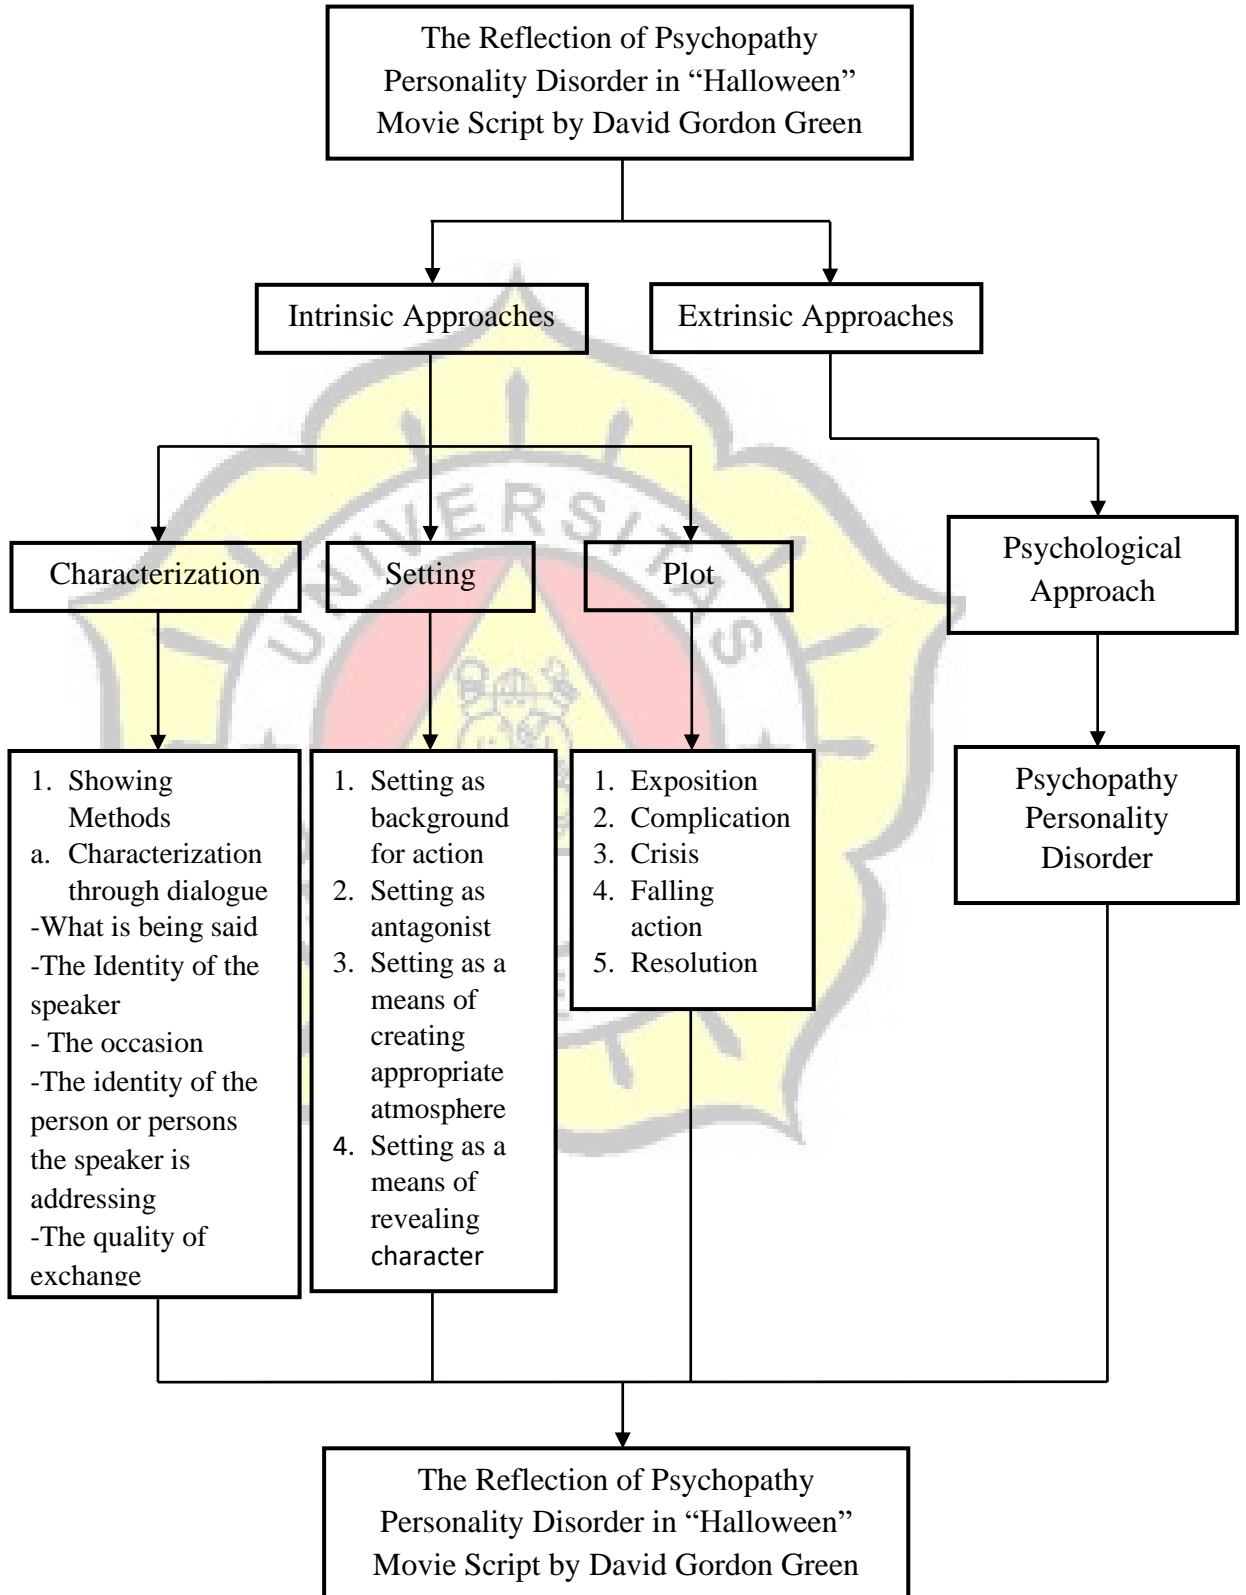 The Reflection of Psychopathy
Personality Disorder in “Halloween”
Movie Script by David Gordon Green
Intrinsic Approaches
Extrinsic Approaches
UNIVERSITAS
Characterization
Setting
Plot
Psychological
Approach
1. Showing
Methods
a. Characterization
through dialogue
-What is being said
-The Identity of the
speaker
- The occasion
-The identity of the
person or persons
the speaker is
addressing
-The quality of
exchange
1. Setting as
background
for action
2. Setting as
antagonist
3. Setting as a
means of
creating
appropriate
atmosphere
4. Setting as a
means of
revealing
character
1. Exposition
2. Complication
3. Crisis
4. Falling
action
5. Resolution
Psychopathy
Personality
Disorder
The Reflection of Psychopathy
Personality Disorder in “Halloween”
Movie Script by David Gordon Green